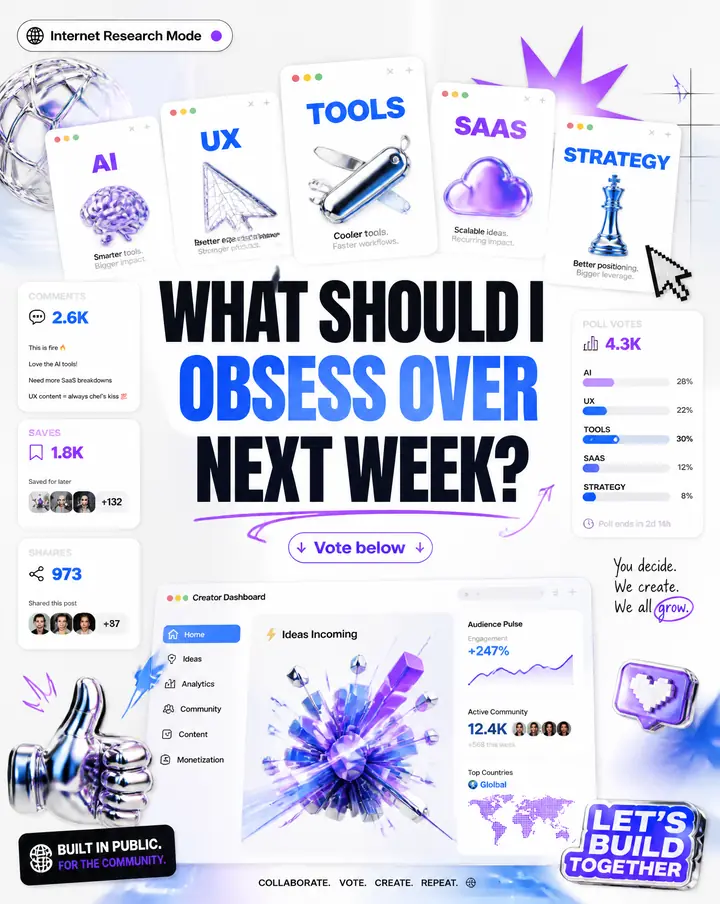 Internet Research Mode
AI
Smarter tools.
Bigger impact.
UX
Better
TOOLS
Cooler tools.
Faster workflows.
SAAS
Scalable ideas.
Recurring impact.
STRATEGY
Better positioning.
Bigger leverage.
WHAT SHOULD I
OBSESS OVER
NEXT WEEK?
Vote below
COMMENTS
2.6K
This is fire 🔥
Love the AI tools!
Need more SaaS breakdowns
UX content = always chef's kiss 💯
SAVES
1.8K
Saved for later
+132
SHAARES
973
Shared this post
+87
POLL VOTES
4.3K
AI
28%
UX
22%
TOOLS
30%
SAAS
12%
STRATEGY
8%
Poll ends in 2d 14h
You decide.
We create.
We all grow.
Creator Dashboard
Home
Ideas
Analytics
Community
Content
Monetization
⚡ Ideas Incoming
Audience Pulse
Engagement
+247%
Active Community
12.4K
this week
Top Countries
Glolbal
BUILT IN PUBLIC.
FOR THE COMMUNITY.
LET'S
BUILD
TOGETHER
COLLABORATE. VOTE. CREATE. REPEAT.